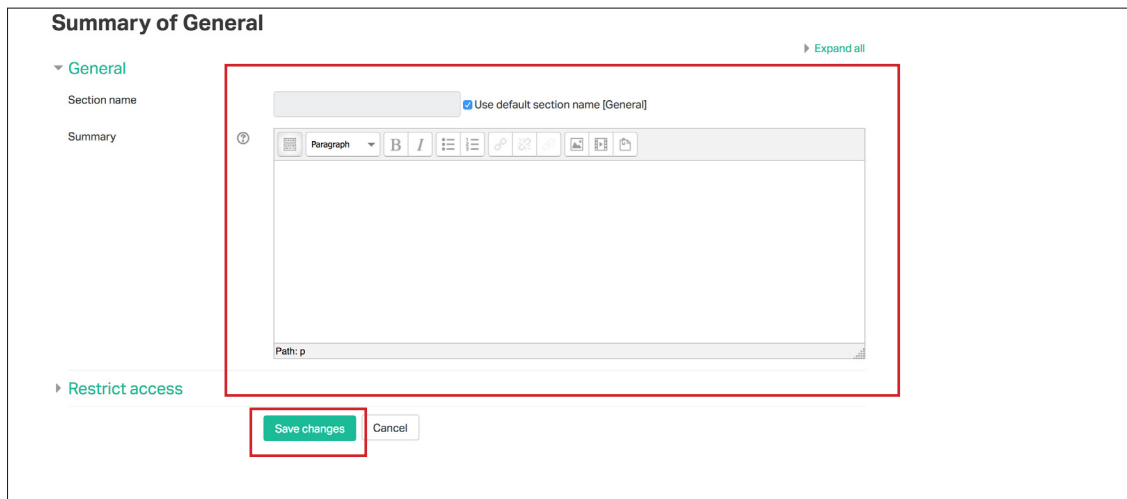 Summary of General
Expand all
General
Section name
Use default section name [General]
Summary
Paragraph
B I
Path: p
Restrict access
Save changes Cancel